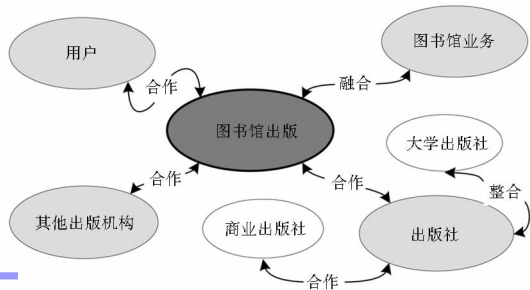 用户
图书馆业务
合作
融合
图书馆出版
大学出版社
合作
合作
整合
其他出版机构
商业出版社
出版社
合作